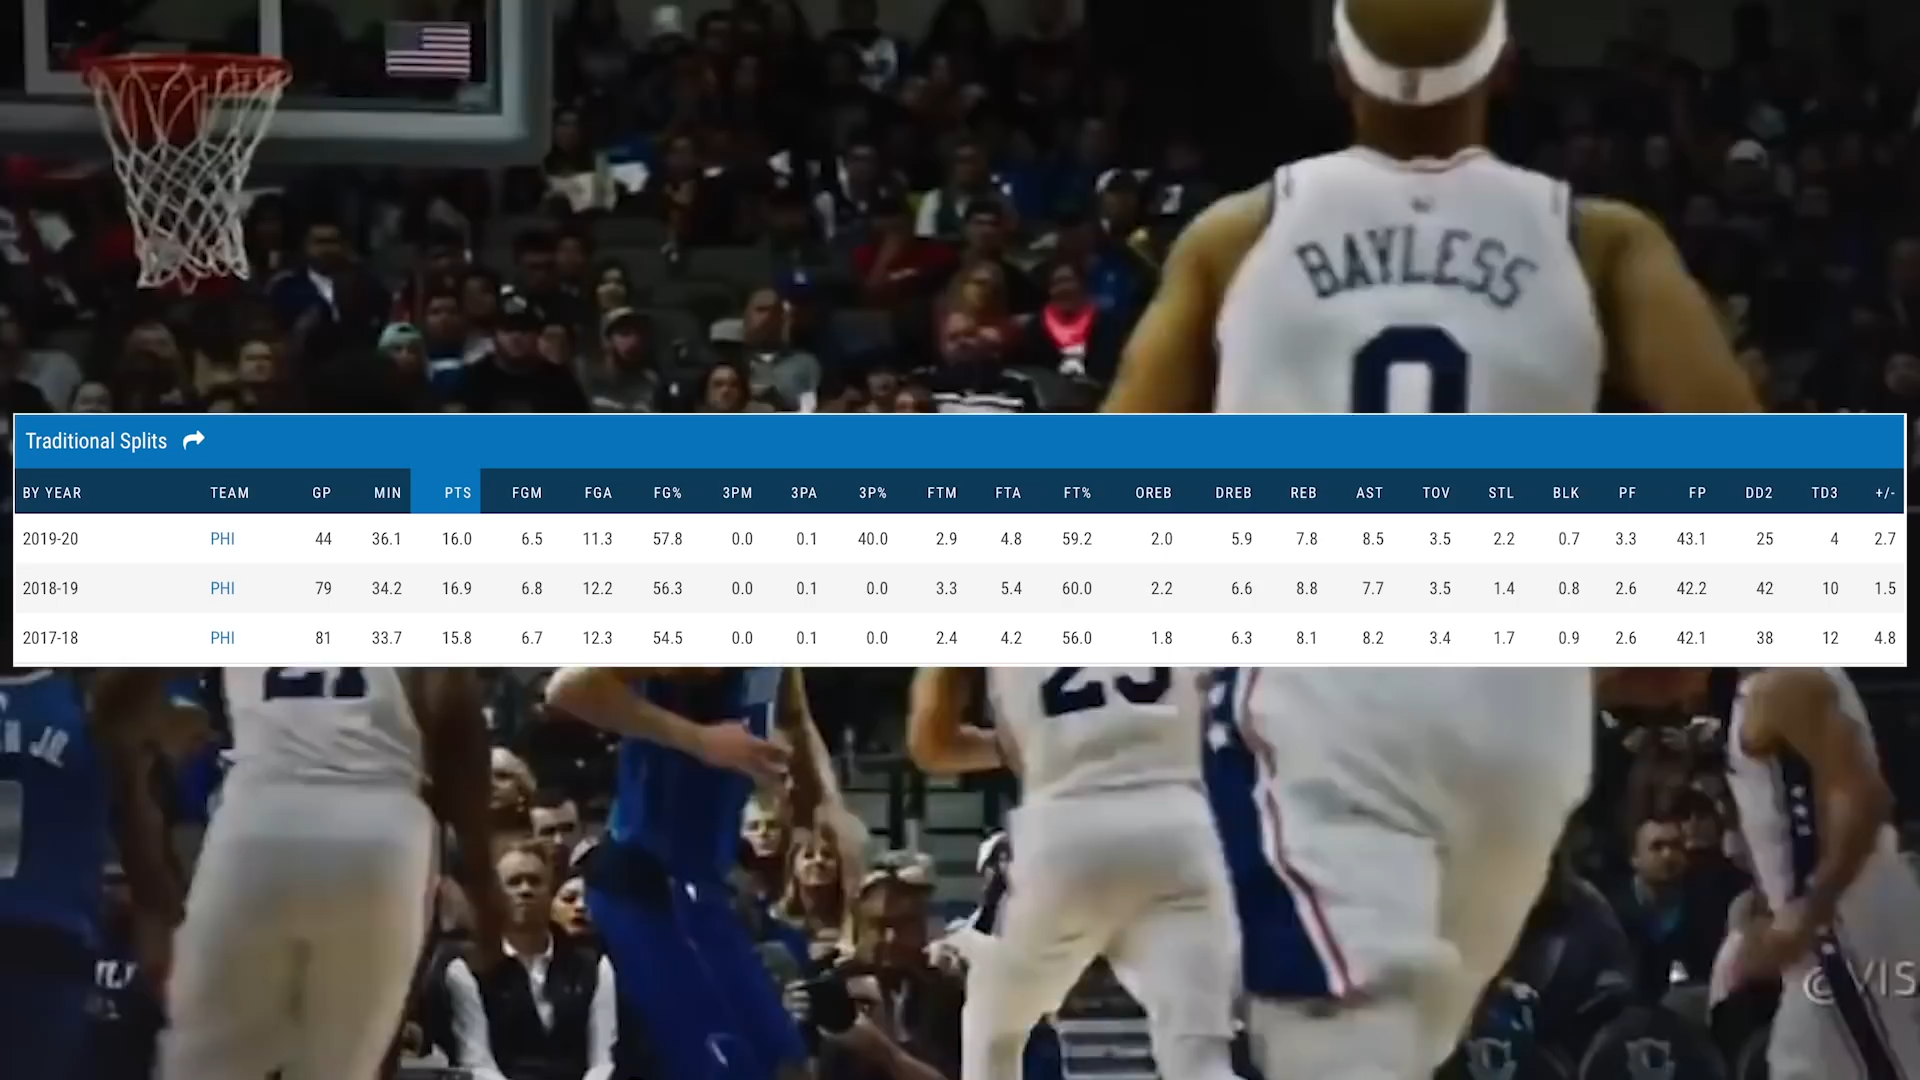 BAYLESS
0
Traditional Splits
BY YEAR TEAM GP MIN PTS FGM FGA FG% 3PM 3PA 3P% FTM FTA FT% OREB DREB REB AST TOV STL BLK PF FP DD2 TD3 +/-
2019-20 PHI 44 36.1 16.0 6.5 11.3 57.8 0.0 0.1 40.0 2.9 4.8 59.2 2.0 5.9 7.8 8.5 3.5 2.2 0.7 3.3 43.1 25 4 2.7
2018-19 PHI 79 34.2 16.9 6.8 12.2 56.3 0.0 0.1 0.0 3.3 5.4 60.0 2.2 6.6 8.8 7.7 3.5 1.4 0.8 2.6 42.2 42 10 1.5
2017-18 PHI 81 33.7 15.8 6.7 12.3 54.5 0.0 0.1 0.0 2.4 4.2 56.0 1.8 6.3 8.1 8.2 3.4 1.7 0.9 2.6 42.1 38 12 4.8
21 25
JR.
@VIS